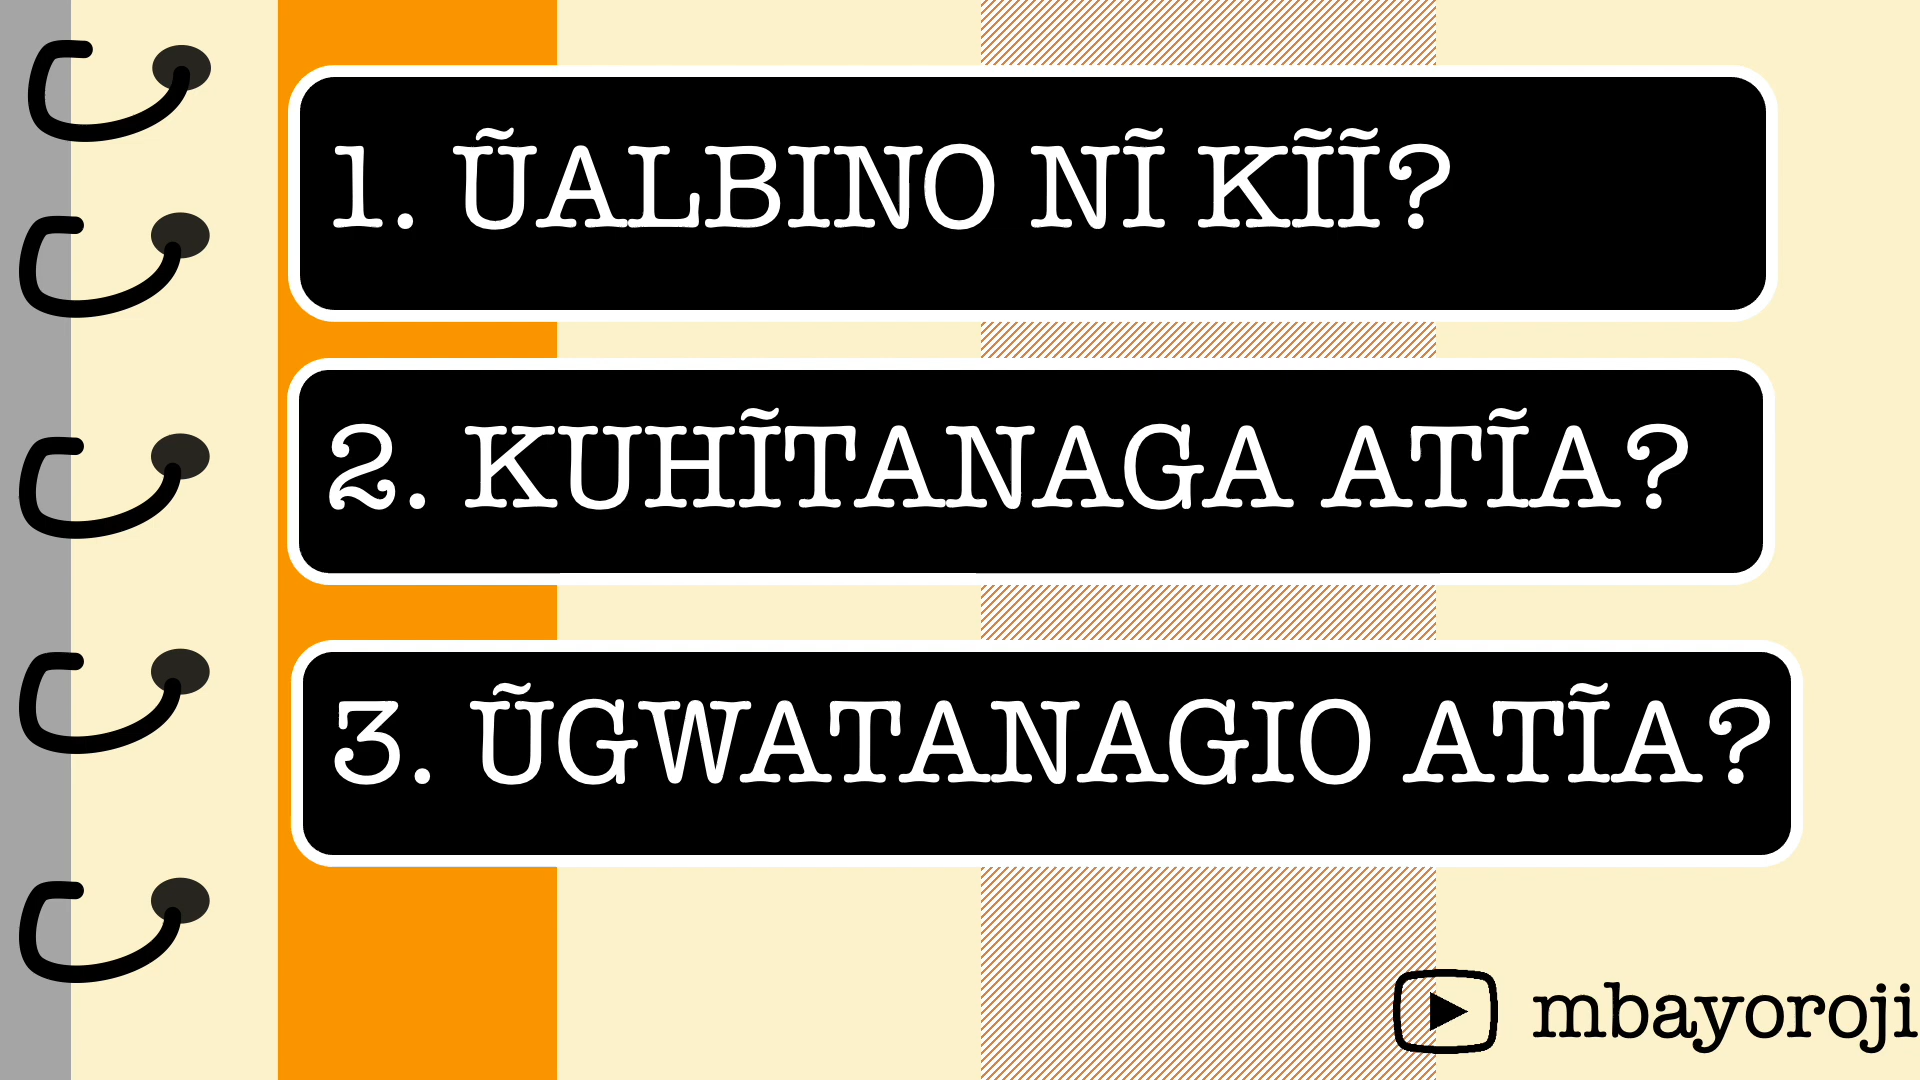 1. ŨALBINO NĨ KĨĨ?
2. KUHĨTANAGA ATĨA?
3. ŨGWATANAGIO ATĨA?
mbayoroji